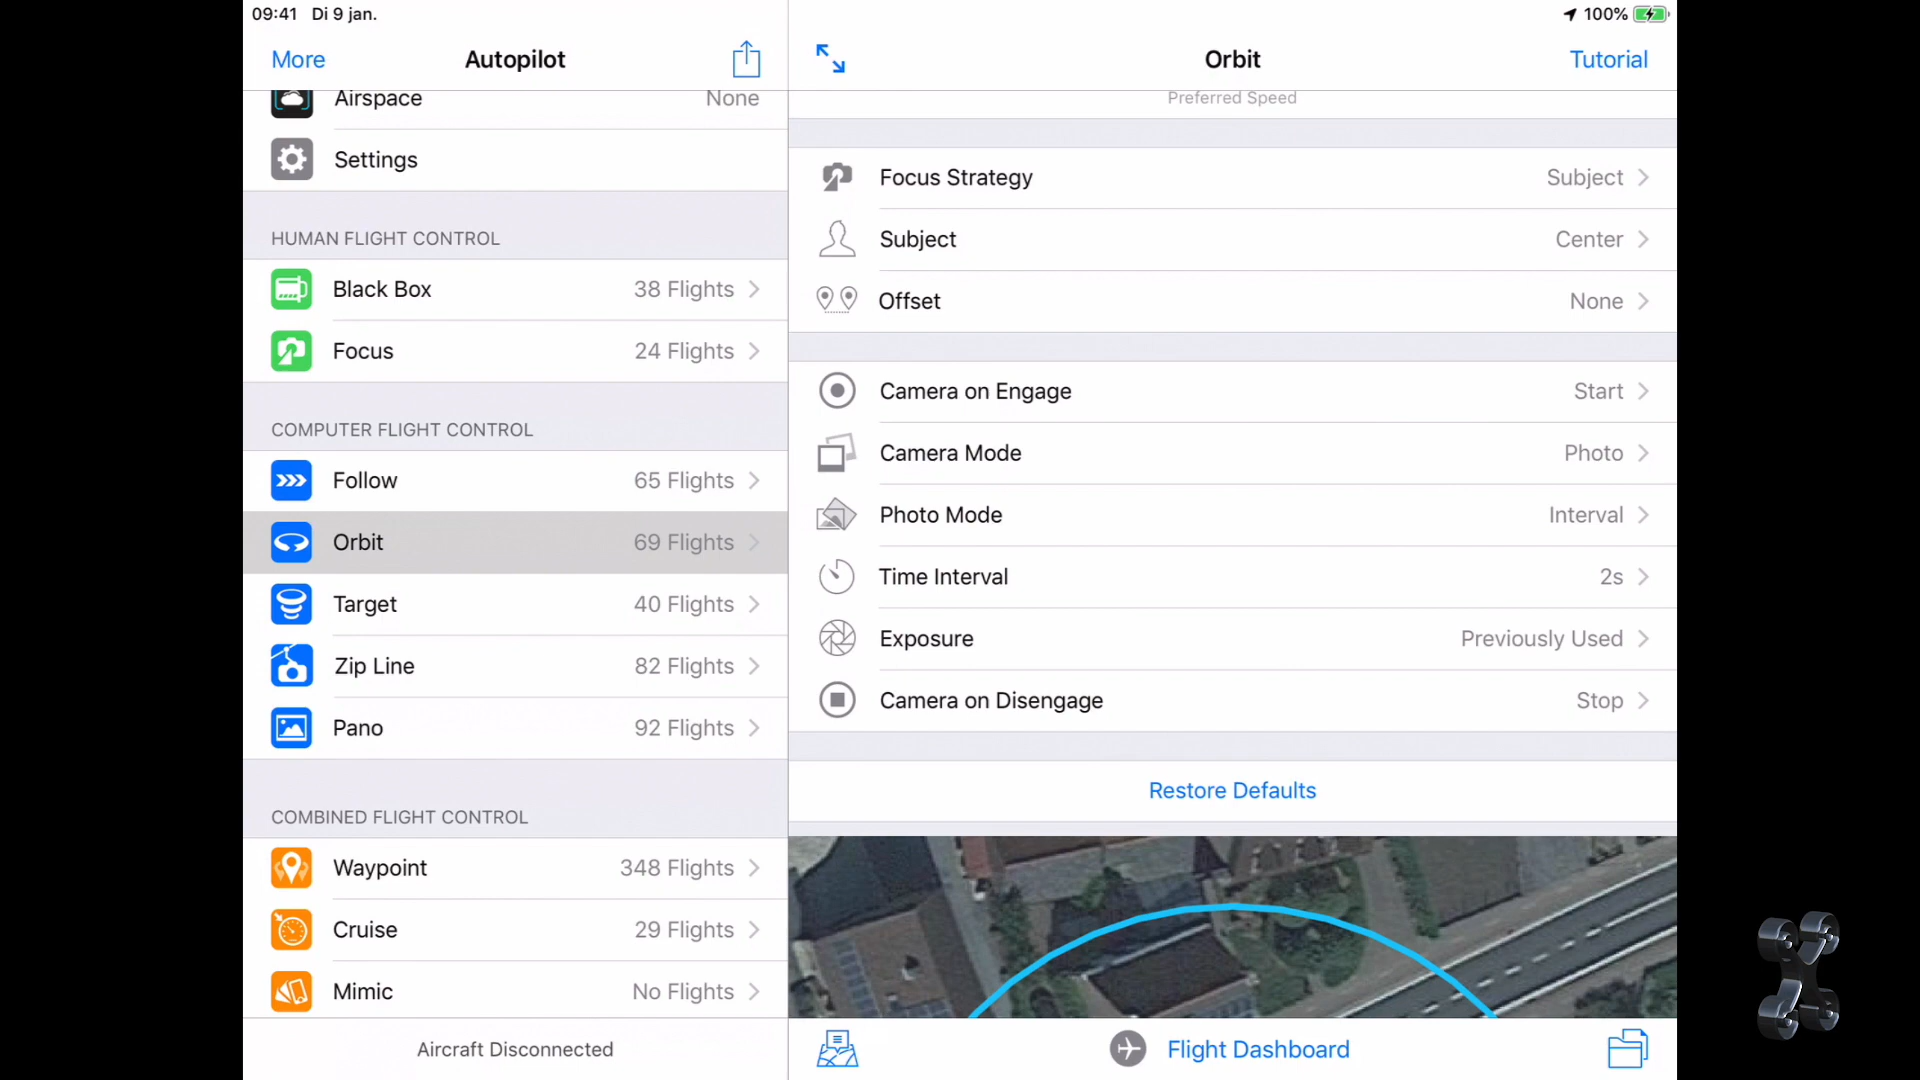 09:41 Di 9 jan.
100%
More
Autopilot
Airspace
None
Settings
HUMAN FLIGHT CONTROL
Black Box
38 Flights
Focus
24 Flights
COMPUTER FLIGHT CONTROL
Follow
65 Flights
Orbit
69 Flights
Target
40 Flights
Zip Line
82 Flights
Pano
92 Flights
COMBINED FLIGHT CONTROL
Waypoint
348 Flights
Cruise
29 Flights
Mimic
No Flights
Aircraft Disconnected
Orbit
Tutorial
Preferred Speed
Focus Strategy
Subject
Subject
Center
Offset
None
Camera on Engage
Start
Camera Mode
Photo
Photo Mode
Interval
Time Interval
2s
Exposure
Previously Used
Camera on Disengage
Stop
Restore Defaults
Flight Dashboard